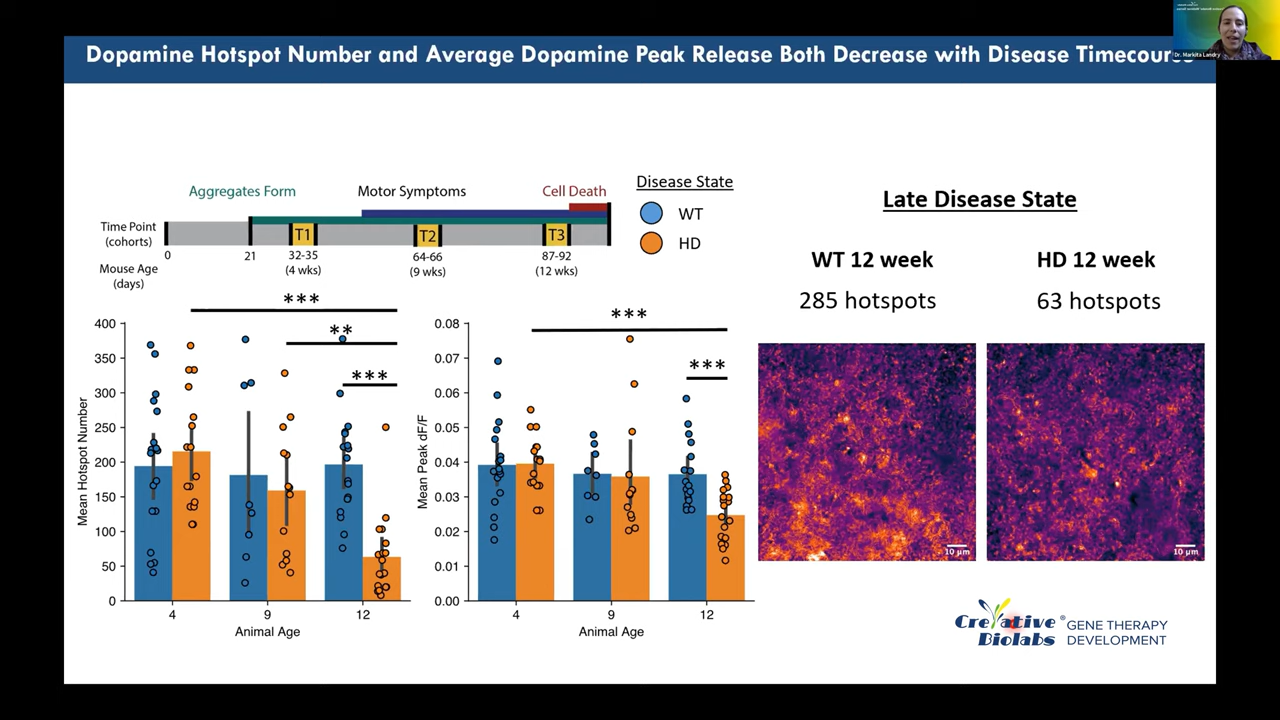 Dr. Markita Landry
Dopamine Hotspot Number and Average Dopamine Peak Release Both Decrease with Disease Timecourse
Aggregates Form
Motor Symptoms
Cell Death
Time Point
(cohorts)
T1
T2
T3
0
21
32-35
64-66
87-92
(4 wks)
(9 wks)
(12 wks)
Mouse Age
(days)
Disease State
WT
HD
***
**
***
Mean Hotspot Number
400
350
300
250
200
150
100
50
0
4
9
12
Animal Age
***
***
Mean Peak dF/F
0.08
0.07
0.06
0.05
0.04
0.03
0.02
0.01
0.00
4
9
12
Animal Age
Late Disease State
WT 12 week
HD 12 week
285 hotspots
63 hotspots
10 μm
10 μm
Creative
Biolabs
®
GENE THERAPY
DEVELOPMENT